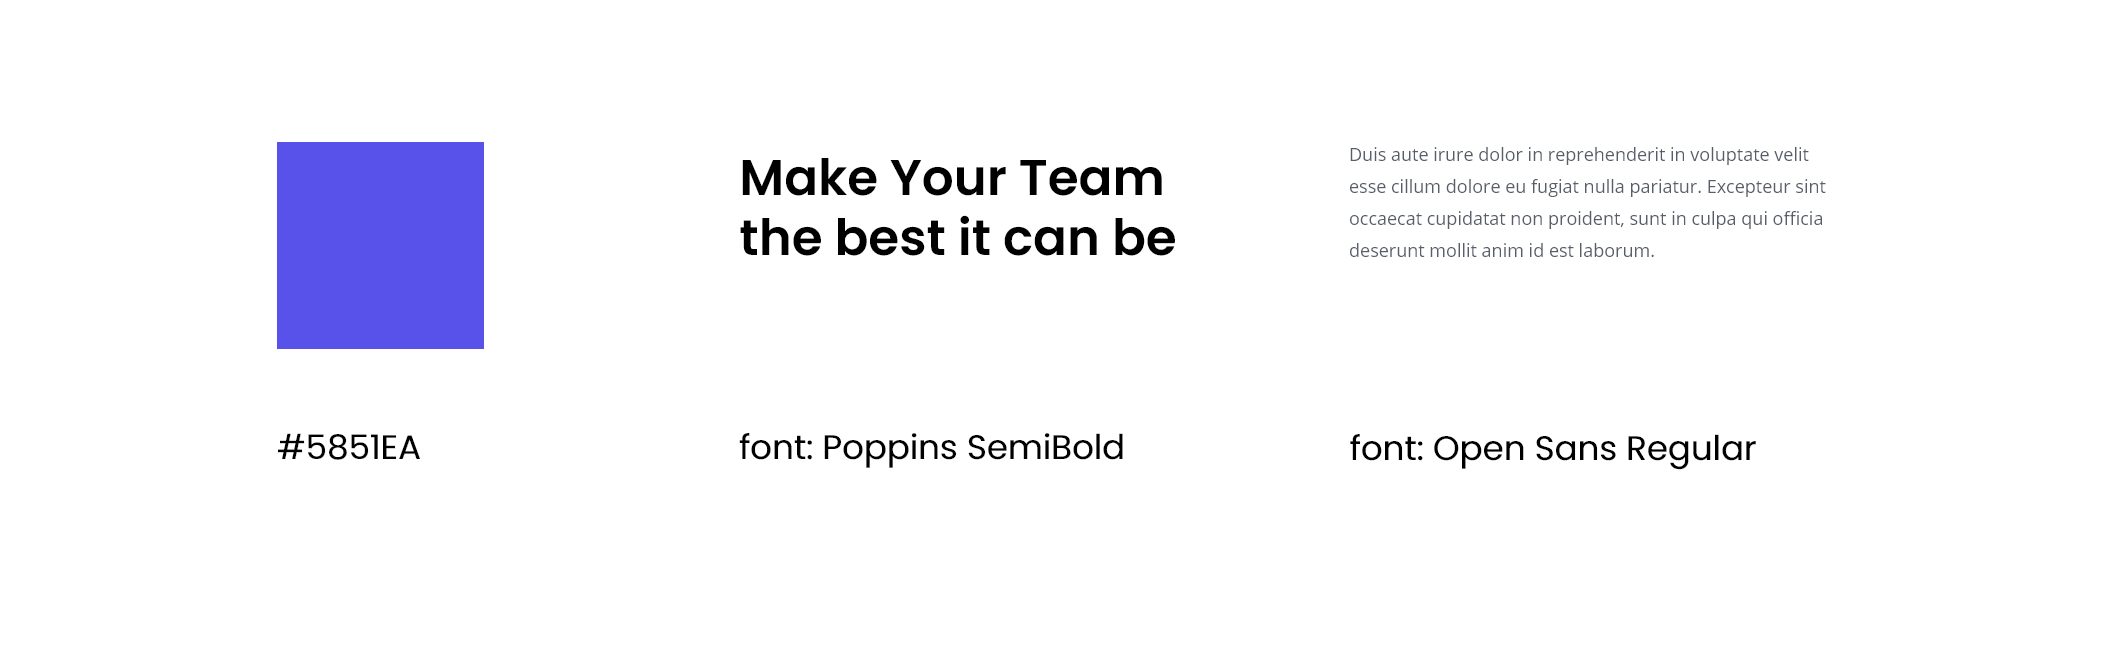 Make Your Team
the best it can be
Duis aute irure dolor in reprehenderit in voluptate velit
esse cillum dolore eu fugiat nulla pariatur. Excepteur sint
occaecat cupidatat non proident, sunt in culpa qui officia
deserunt mollit anim id est laborum.
#5851EA
font: Poppins SemiBold
font: Open Sans Regular